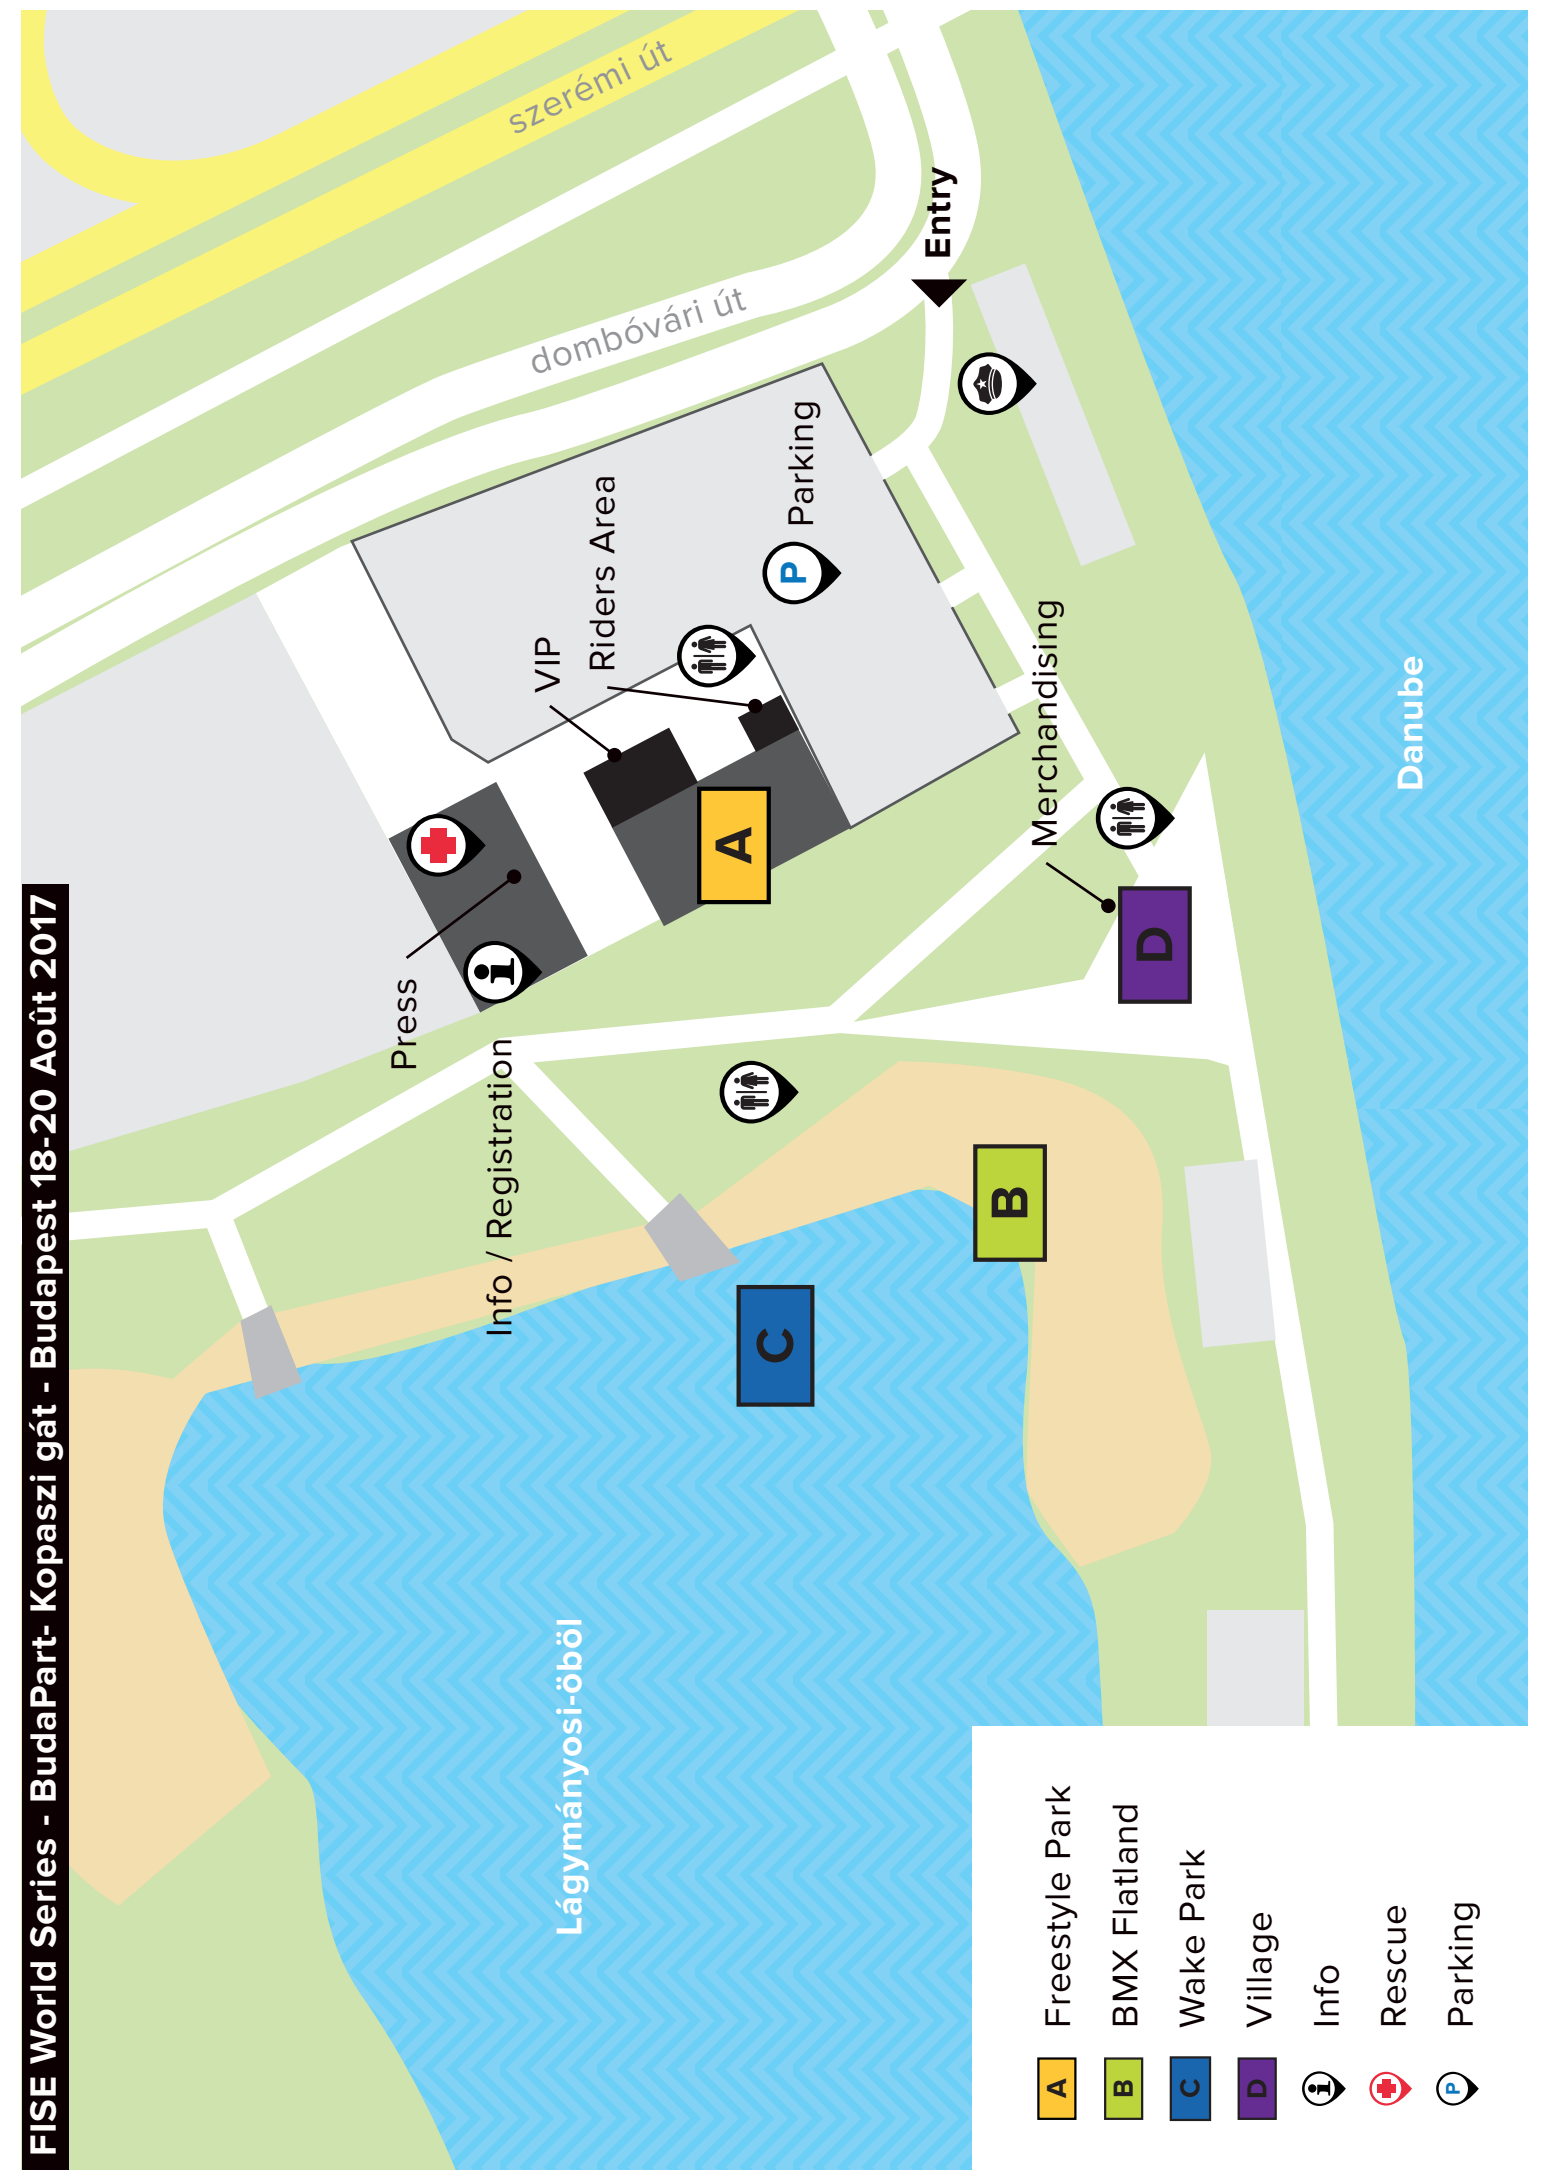 FISE World Series - BudaPart- Kopaszi gát - Budapest 18-20 Août 2017
szerémi út
dombóvári út
Entry
Press
Info / Registration
VIP
Riders Area
P
Parking
A
Merchandising
D
B
C
i
Lágymányosi-öböl
Danube
A Freestyle Park
B BMX Flatland
C Wake Park
D Village
i Info
Rescue
P Parking